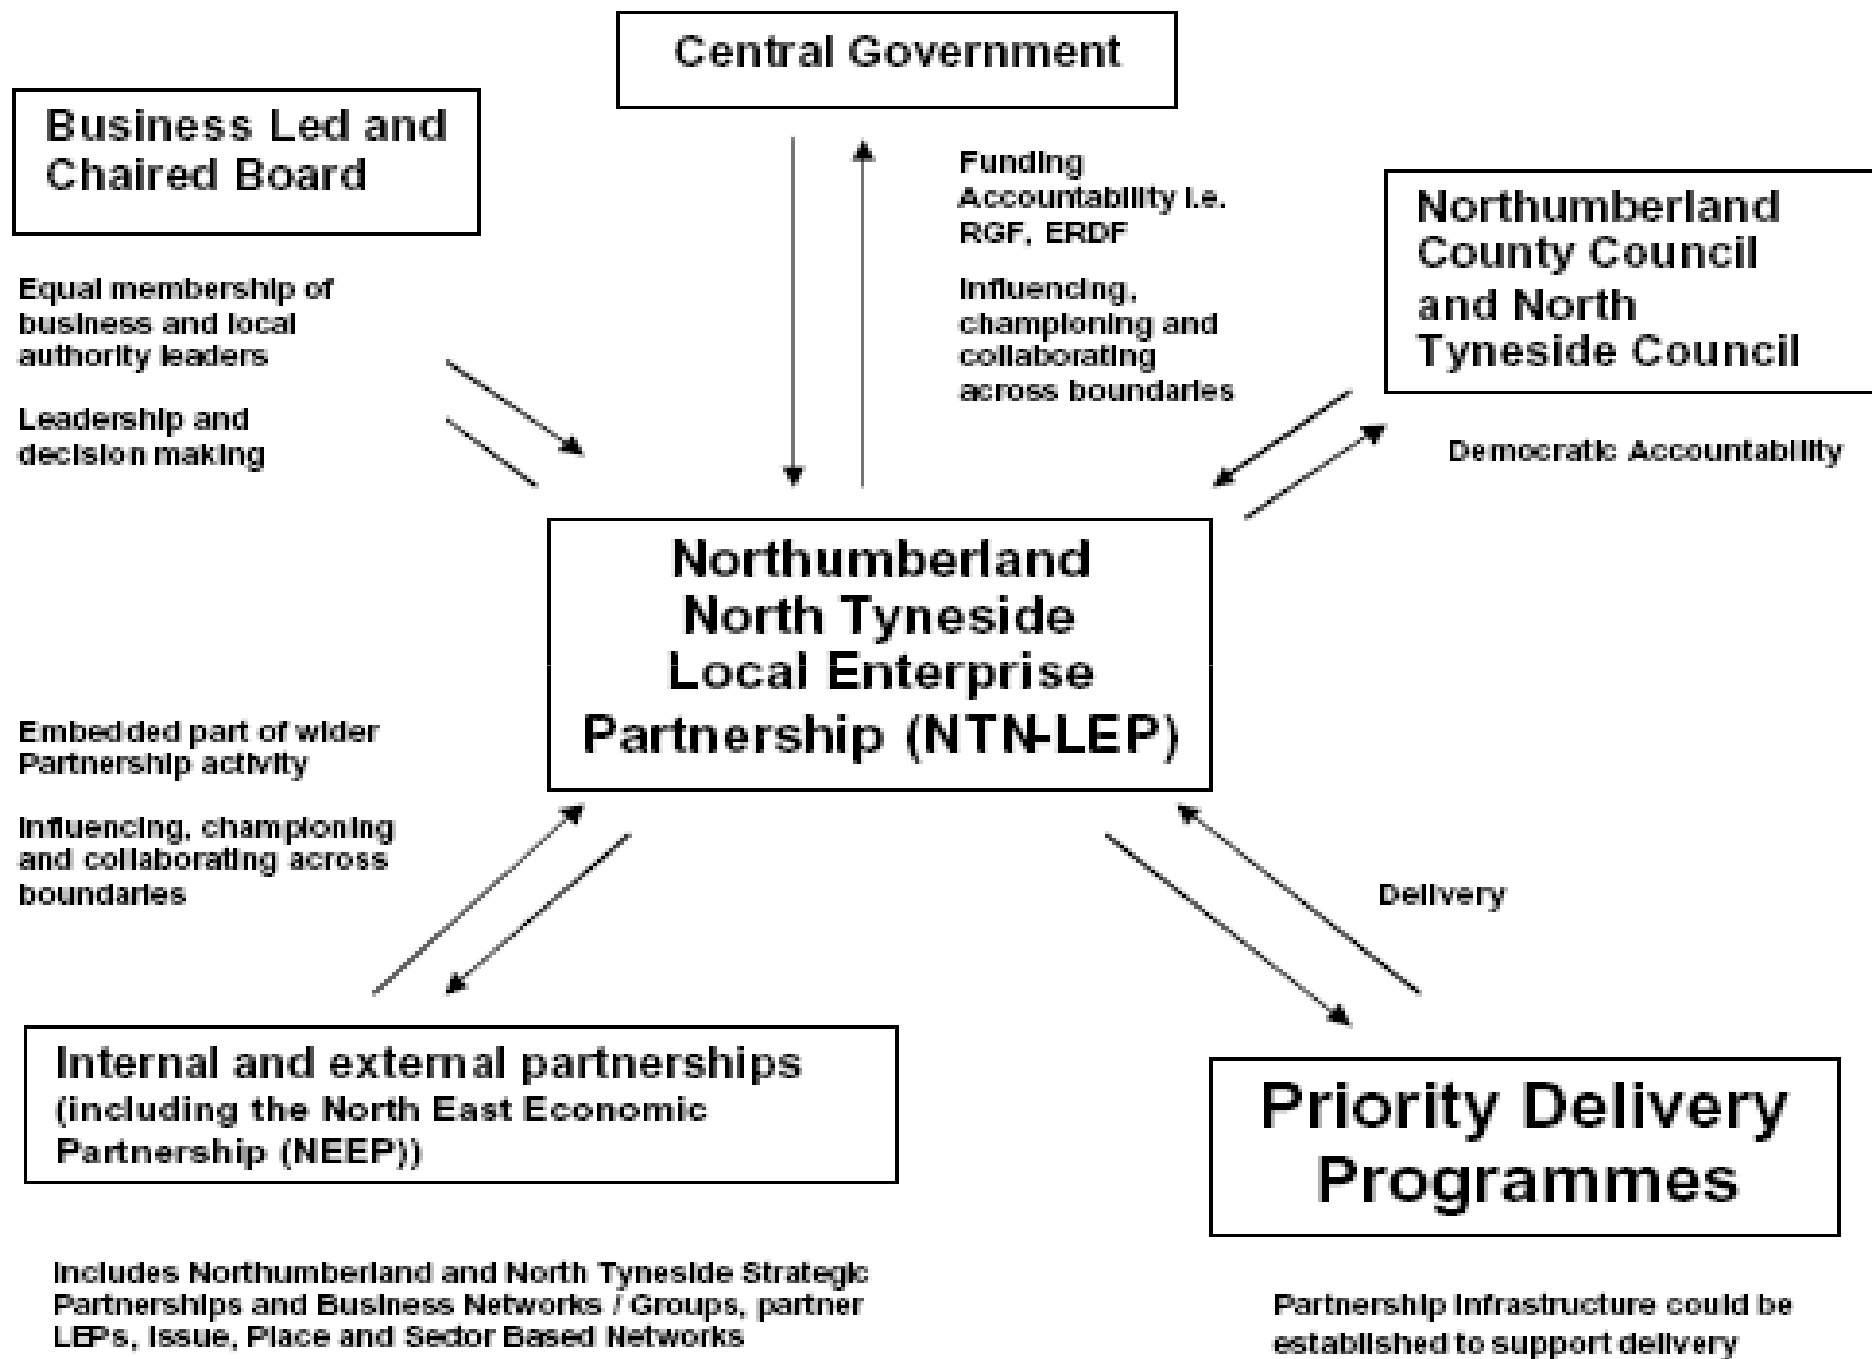 Central Government
Business Led and
Chaired Board
Funding
Accountability i.e.
RGF, ERDF
Influencing,
championing and
collaborating
across boundaries
Northumberland
County Council
and North
Tyneside Council
Equal membership of
business and local
authority leaders
Leadership and
decision making
Democratic Accountability
Northumberland
North Tyneside
Local Enterprise
Partnership (NTN-LEP)
Embedded part of wider
Partnership activity
Influencing, championing
and collaborating across
boundaries
Delivery
Internal and external partnerships
(including the North East Economic
Partnership (NEEP))
Priority Delivery
Programmes
Includes Northumberland and North Tyneside Strategic
Partnerships and Business Networks / Groups, partner
LEPs, Issue, Place and Sector Based Networks
Partnership Infrastructure could be
established to support delivery